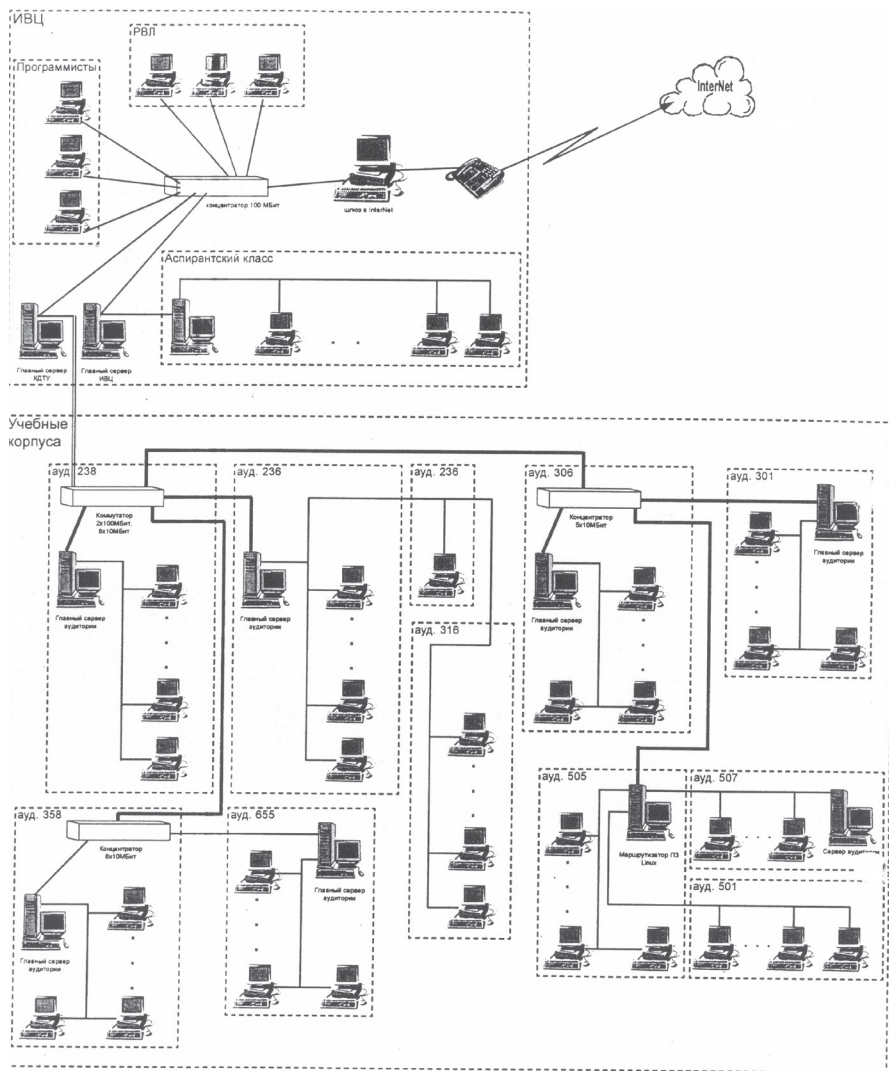 ИВЦ
РВЛ
Программисты
InterNet
концентратор 100 МБит
шлюз в InterNet
Аспирантский класс
Главный сервер
КДТУ
Главный сервер
ИВЦ
Учебные
корпуса
ауд. 238
ауд. 236
ауд. 236
ауд. 306
ауд. 301
Коммутатор
2х100МБит,
8х10МБит
Концентратор
5х10МБит
Главный сервер
аудитории
Главный сервер
аудитории
Главный сервер
аудитории
Главный сервер
аудитории
ауд. 316
ауд. 505
ауд. 507
Маршрутизатор ПЗ
Linux
Сервер аудитории
ауд. 501
ауд. 358
ауд. 655
Концентратор
8х10МБит
Главный сервер
аудитории
Главный сервер
аудитории